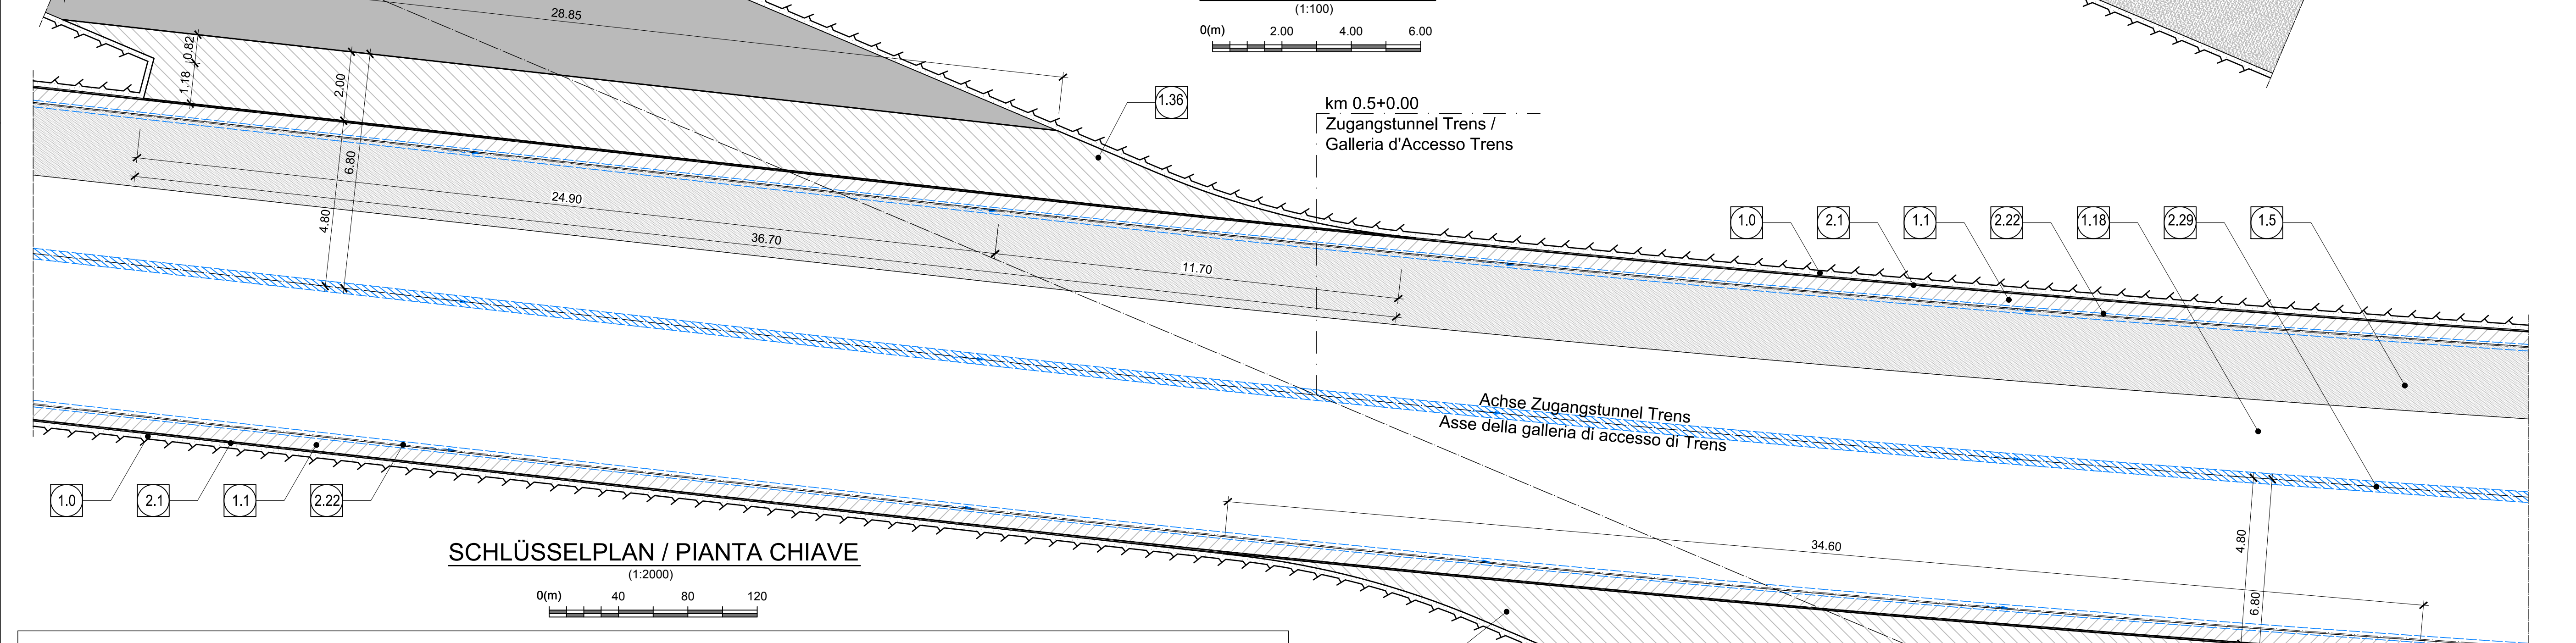 28.85
(1:100)
0(m) 2.00 4.00 6.00
0.82
1.18
2.00
6.80
4.80
1.36
km 0.5+0.00
Zugangstunnel Trens /
Galleria d'Accesso Trens
24.90
36.70
11.70
1.0 2.1 1.1 2.22 1.18 2.29 1.5
Achse Zugangstunnel Trens
Asse della galleria di accesso di Trens
1.0 2.1 1.1 2.22
34.60
4.80
6.80
SCHLÜSSELPLAN / PIANTA CHIAVE
(1:2000)
0(m) 40 80 120